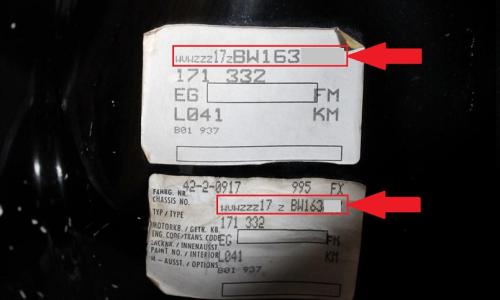 WVWZZZ17ZBW163
171 332
EG FM
L041 KM
B01 937
42-2-0917 995 FX
FAHRG. NR.
CHASSIS NO. WVWZZZ17 Z BW163
TYP / TYPE 171 332
MOTORKB. / GETR. KB.
ENG. CODE / TRANS. CODE EG FM
LACKNR. / INNENAUSST.
PAINT NO. / INTERIOR L041 KM
M - AUSST. / OPTIONS B01 937